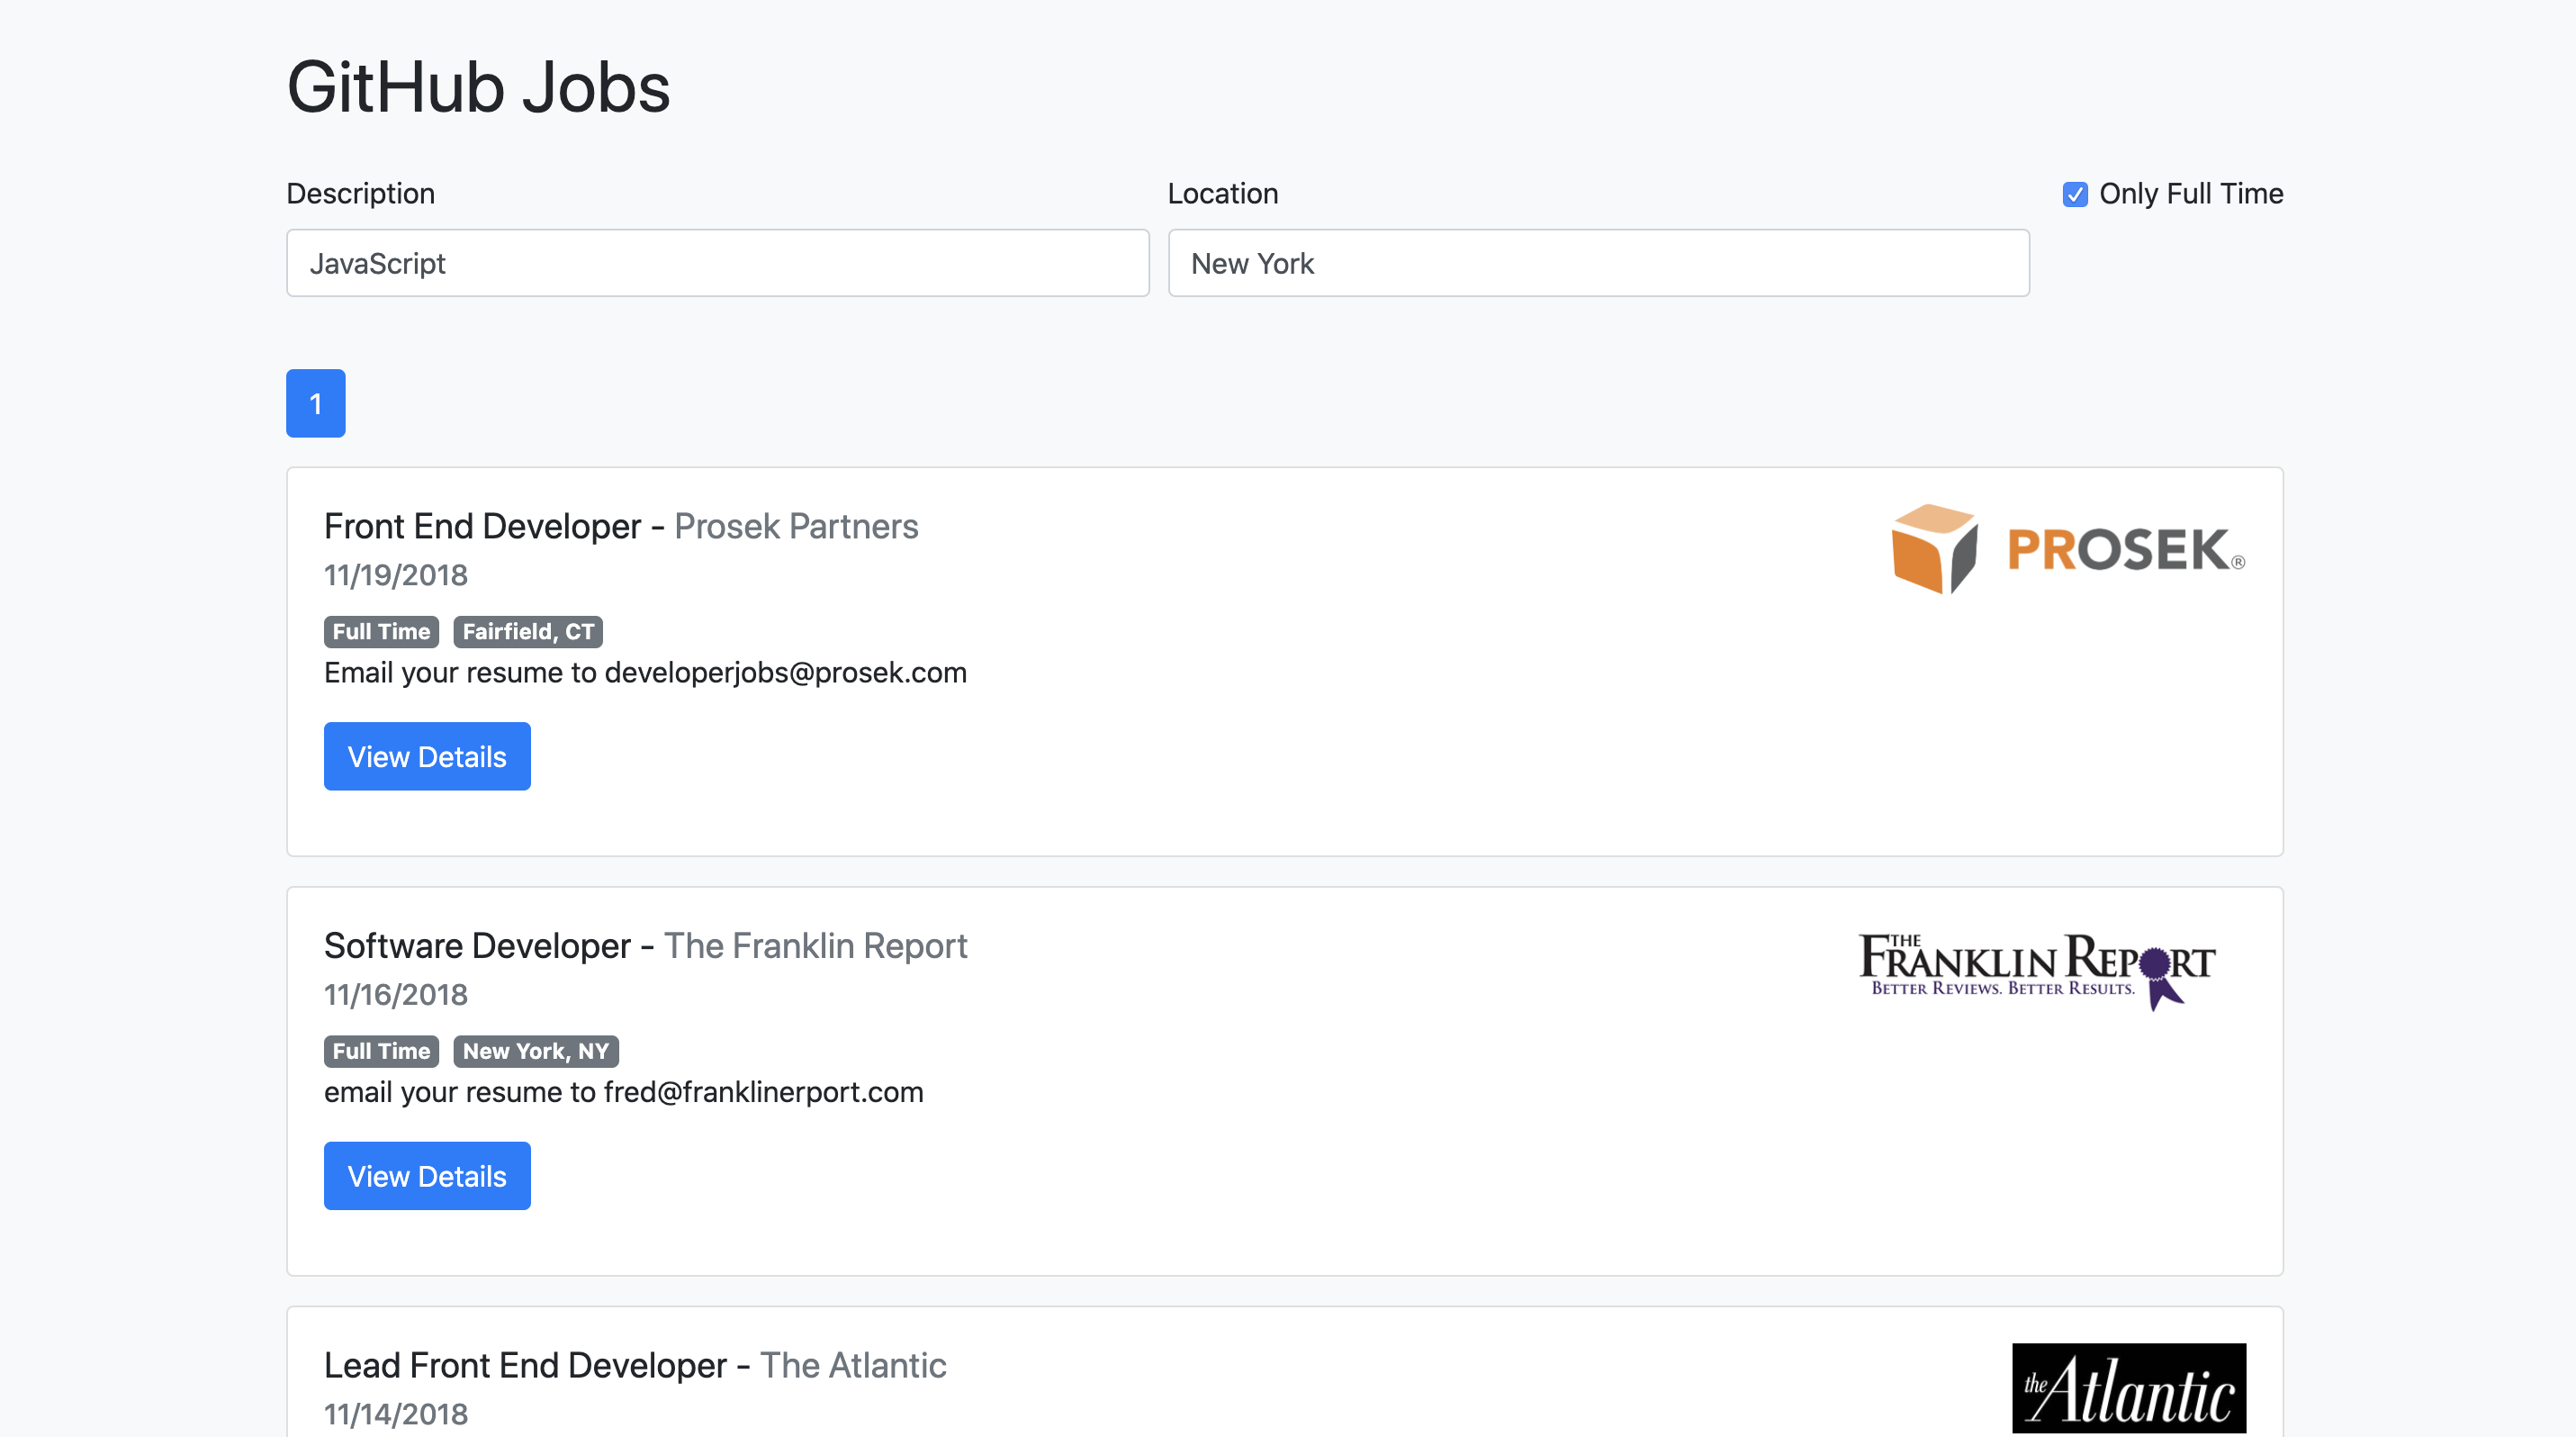 GitHub Jobs
Description
Location
Only Full Time
JavaScript
New York
1
Front End Developer - Prosek Partners
PROSEK®
11/19/2018
Full Time Fairfield, CT
Email your resume to developerjobs@prosek.com
View Details
Software Developer - The Franklin Report
THE FRANKLIN REPORT
BETTER REVIEWS. BETTER RESULTS.
11/16/2018
Full Time New York, NY
email your resume to fred@franklinerport.com
View Details
Lead Front End Developer - The Atlantic
the Atlantic
11/14/2018